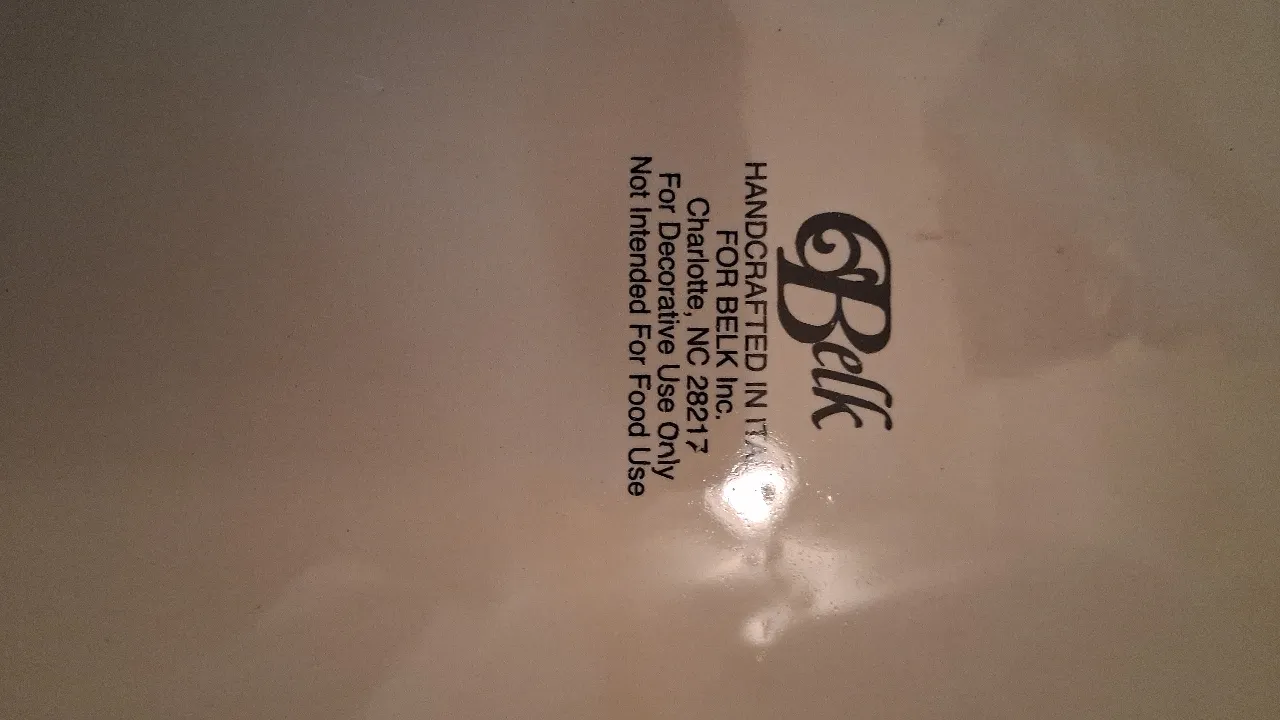 Belk
HANDCRAFTED IN ITA
FOR BELK Inc.
Charlotte, NC 28217
For Decorative Use Only
Not Intended For Food Use